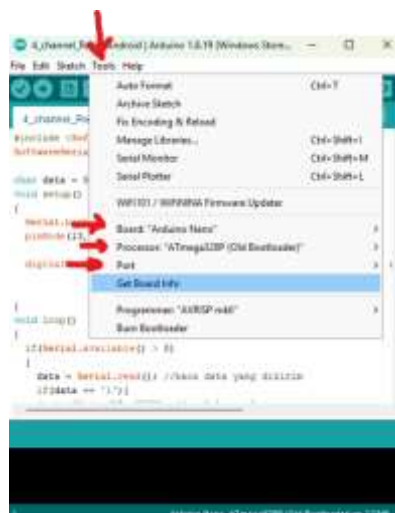 4_channel_ Android | Arduino 1.8.19 (Windows Store...
File Edit Sketch Tools Help
Auto Format Ctrl+T
Archive Sketch
Fix Encoding & Reload
Manage Libraries... Ctrl+Shift+I
Serial Monitor Ctrl+Shift+M
Serial Plotter Ctrl+Shift+L
WiFi101 / WiFiNINA Firmware Updater
Board: "Arduino Nano"
Processor: "ATmega328P (Old Bootloader)"
Port
Get Board Info
Programmer: "AVRISP mkII"
Burn Bootloader
4_channel_
#include
char data =
void setup()
{
void loop()
{
if(Serial.available() > 0)
{
data = Serial.read(); //baca data yang dikirim
if(data == '1'){